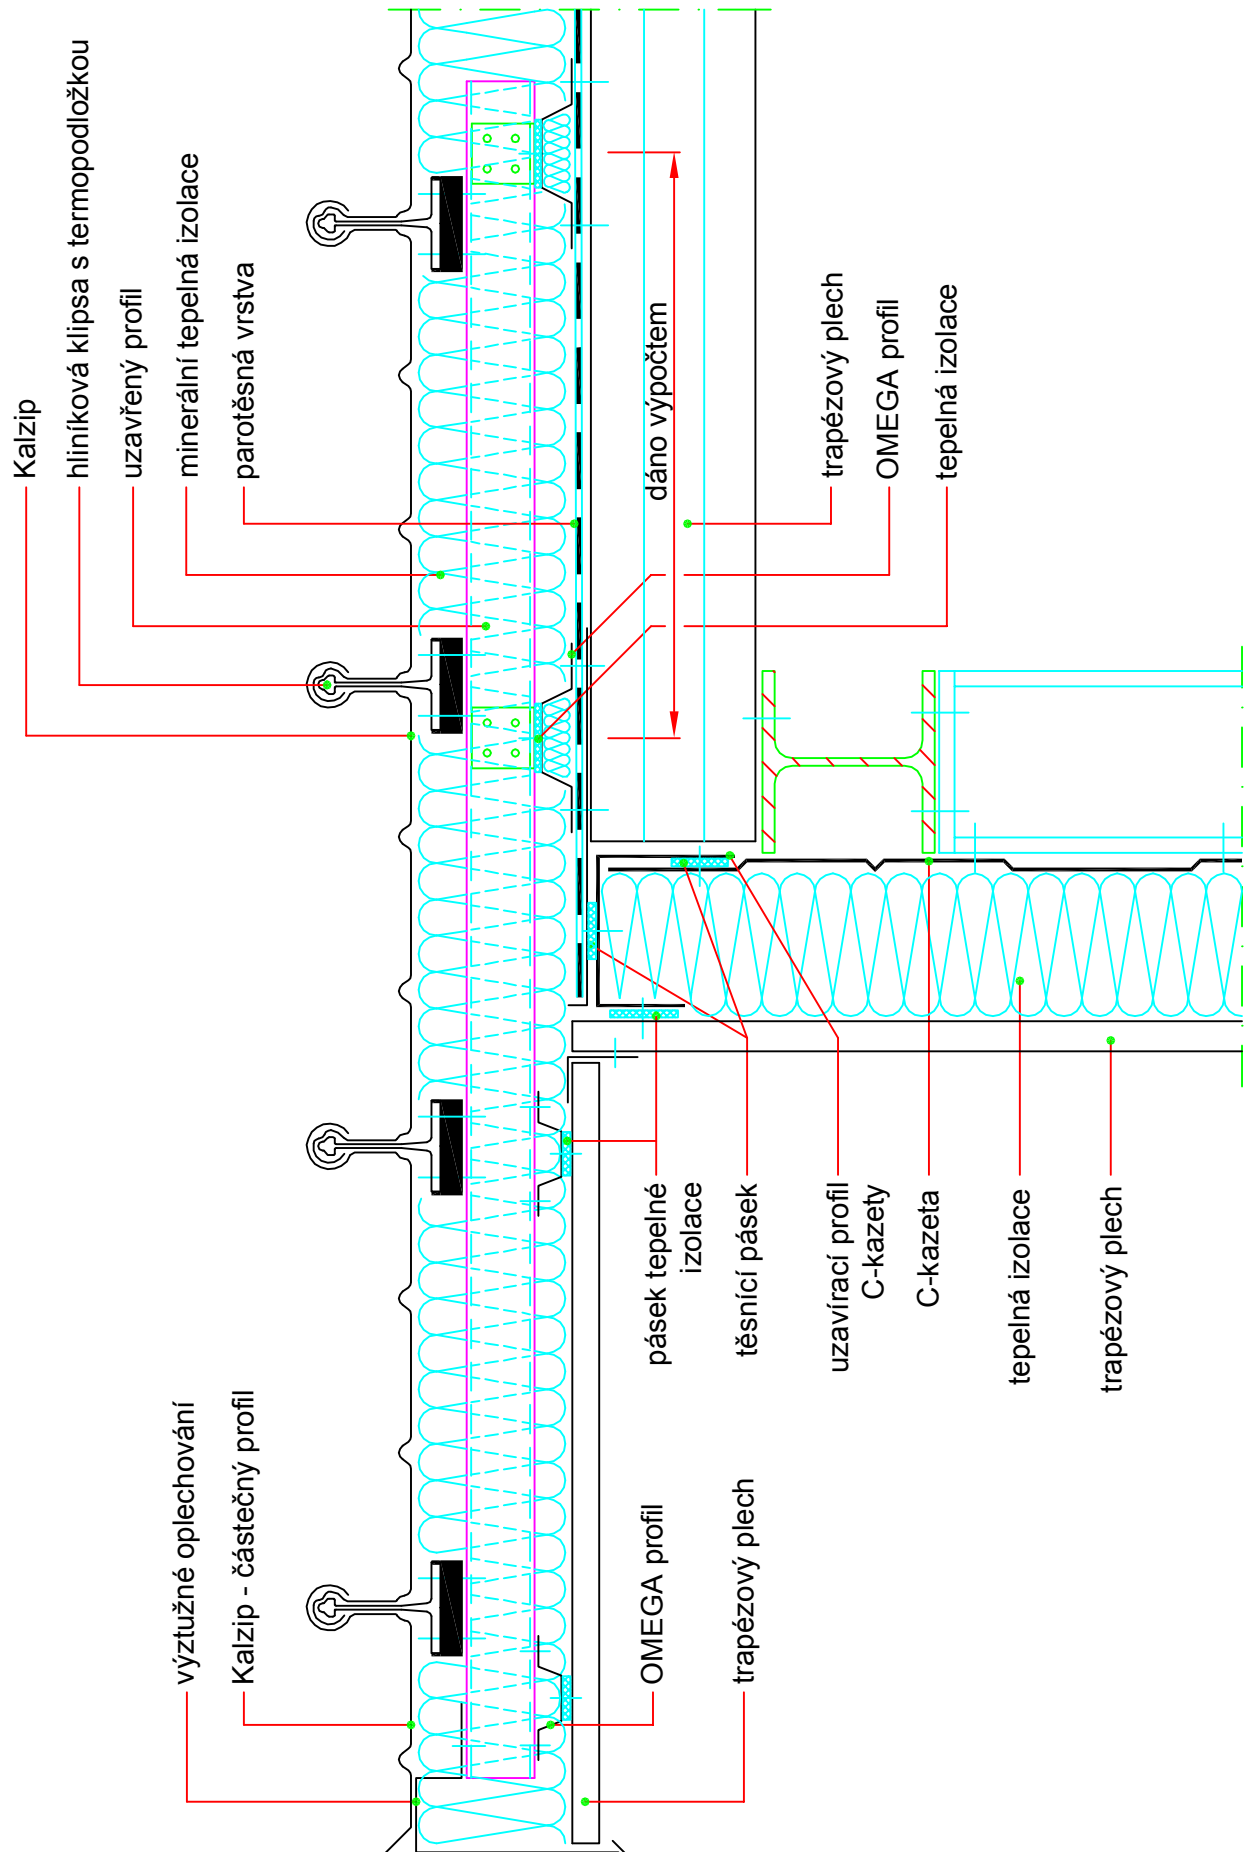 Kalzip
hliníková klipsa s termopodložkou
uzavřený profil
minerální tepelná izolace
parotěsná vrstva
dáno výpočtem
trapézový plech
OMEGA profil
tepelná izolace
výztužné oplechování
Kalzip - částečný profil
pásek tepelné
izolace
těsnící pásek
uzavírací profil
C-kazety
C-kazeta
tepelná izolace
trapézový plech
OMEGA profil
trapézový plech